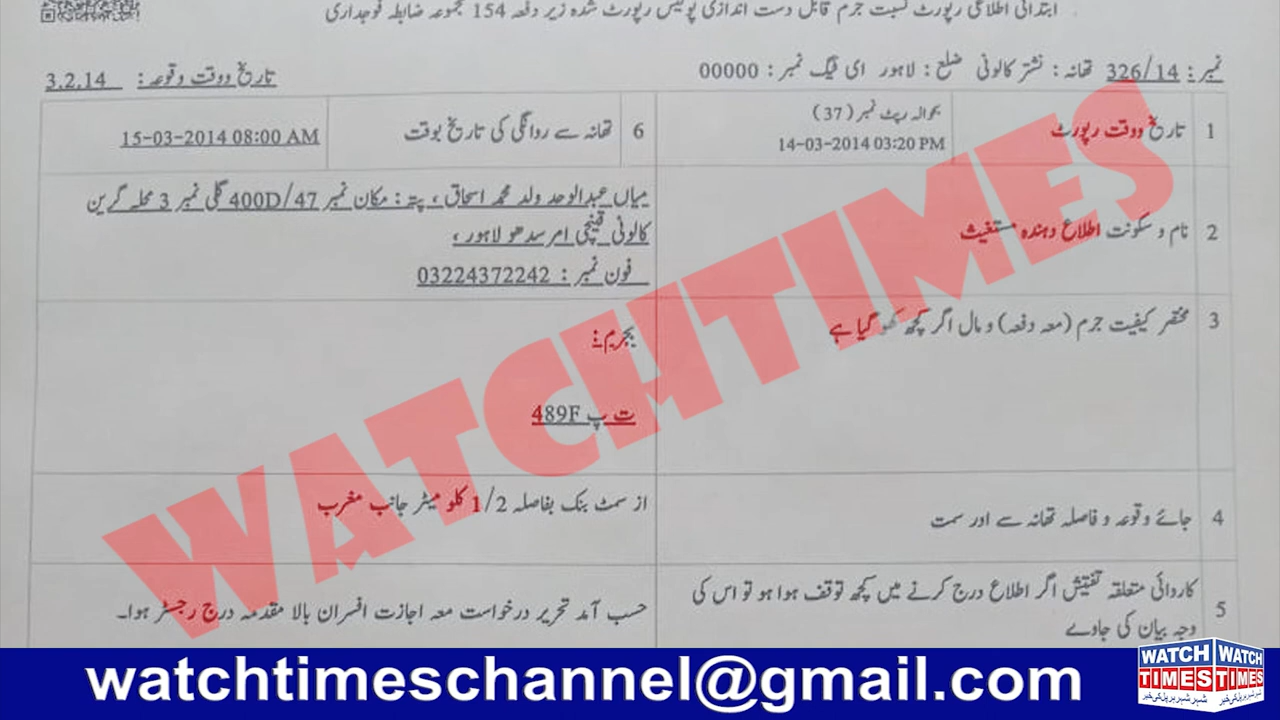 ابتدائی اطلاعی رپورٹ نسبت جرم قابل دست اندازی پولیس رپورٹ شدہ زیر دفعہ 154 مجموعہ ضابطہ فوجداری
نمبر: 326/14 تھانہ: نشتر کالونی ضلع: لاہور ای ٹیگ نمبر: 00000
تاریخ ووقت وقوعہ: 3.2.14
1 تاریخ ووقت رپورٹ
بحوالہ رپٹ نمبر (37)
14-03-2014 03:20 PM
6 تھانہ سے روانگی کی تاریخ بوقت
15-03-2014 08:00 AM
2 نام و سکونت اطلاع دہندہ مستغیث
میاں عبدالوحد ولد محمد اسحاق ، پتہ: مکان نمبر 400D/47 گلی نمبر 3 محلہ گرین
کالونی قینچی امر سدھو لاہور ،
فون نمبر : 03224372242
3 مختصر کیفیت جرم (معہ دفعہ) و مال اگر کچھ کھو گیا ہے
بجرم:
ت پ 489F
4 جائے وقوعہ و فاصلہ تھانہ سے اور سمت
از سمٹ بنک بفاصلہ 1/2 کلو میٹر جانب مغرب
5 کاردائی متعلقہ تفتیش اگر اطلاع درج کرنے میں کچھ توقف ہوا ہو تو اس کی
وجہ بیان کی جاوے
حسب آمد تحریر درخواست معہ اجازت افسران بالا مقدمہ درج رجسٹر ہوا۔
WATCHTIMES
watchtimeschannel@gmail.com
WATCH WATCH
TIMES TIMES